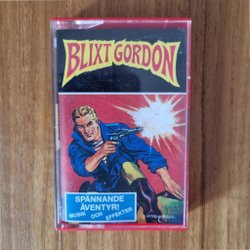 BLIXT GORDON
SPÄNNANDE
ÄVENTYR!
MUSIK OCH EFFEKTER